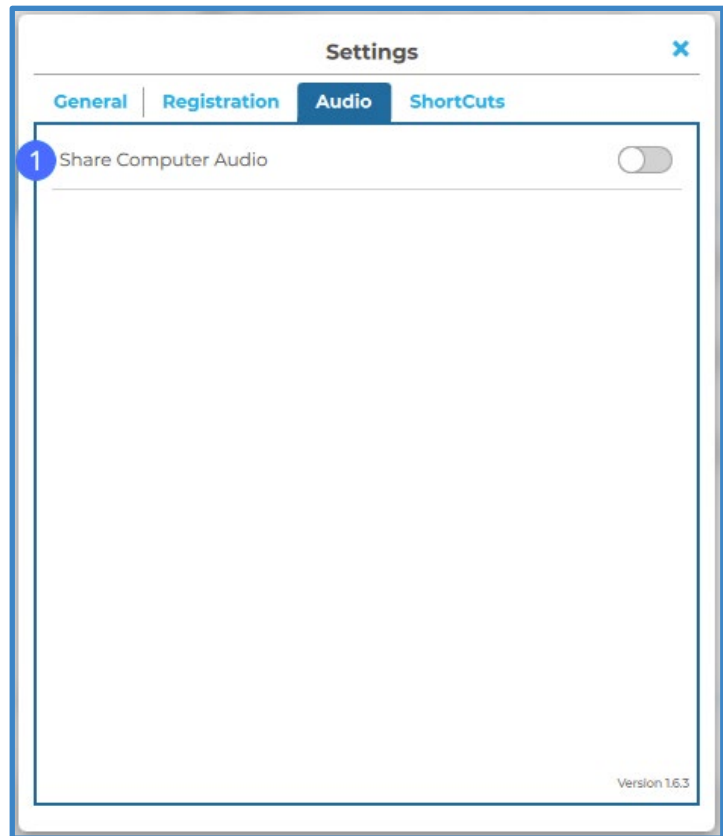 Settings
General Registration Audio ShortCuts
1 Share Computer Audio
Version 1.6.3